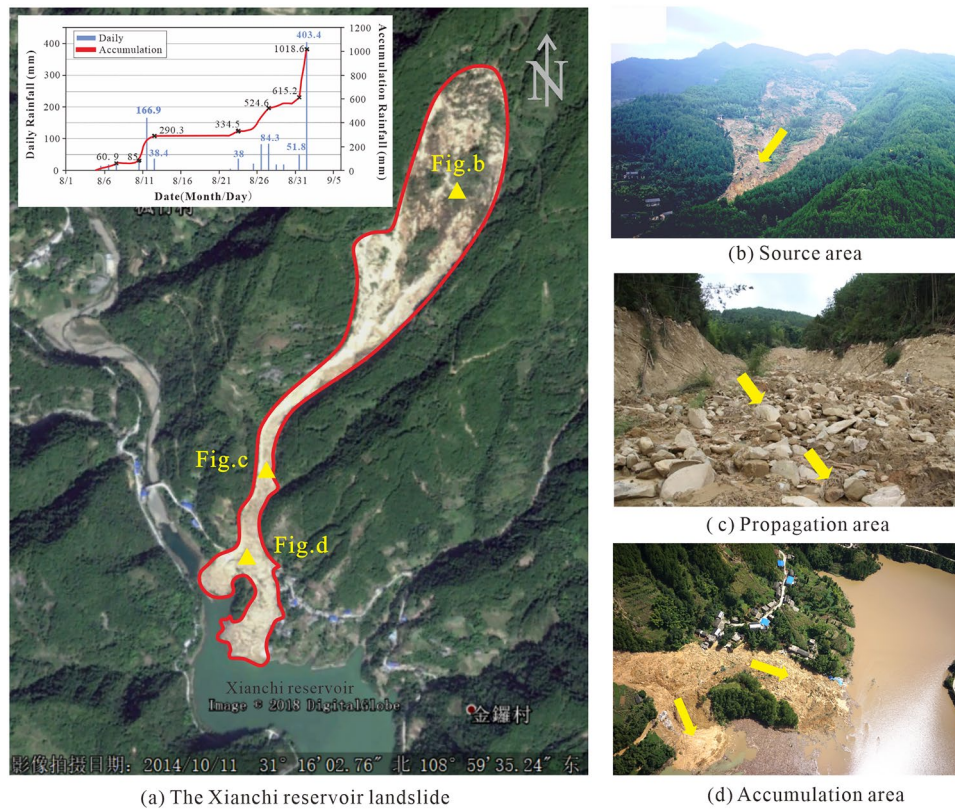 Daily
Accumulation
Daily Rainfall (mm)
Accumulation Rainfall (mm)
400
300
200
100
0
1200
1000
800
600
400
200
0
60.9
85
166.9
38.4
290.3
334.5
38
524.6
84.3
615.2
51.8
1018.6
403.4
8/1
8/6
8/11
8/16
8/21
8/26
8/31
9/5
Date(Month/Day)
N
Fig.b
Fig.c
Fig.d
Xianchi reservoir
Image © 2018 DigitalGlobe
金鑼村
影像拍摄日期: 2014/10/11 31° 16'02.76" 北 108° 59'35.24" 东
(a) The Xianchi reservoir landslide
(b) Source area
(c) Propagation area
(d) Accumulation area